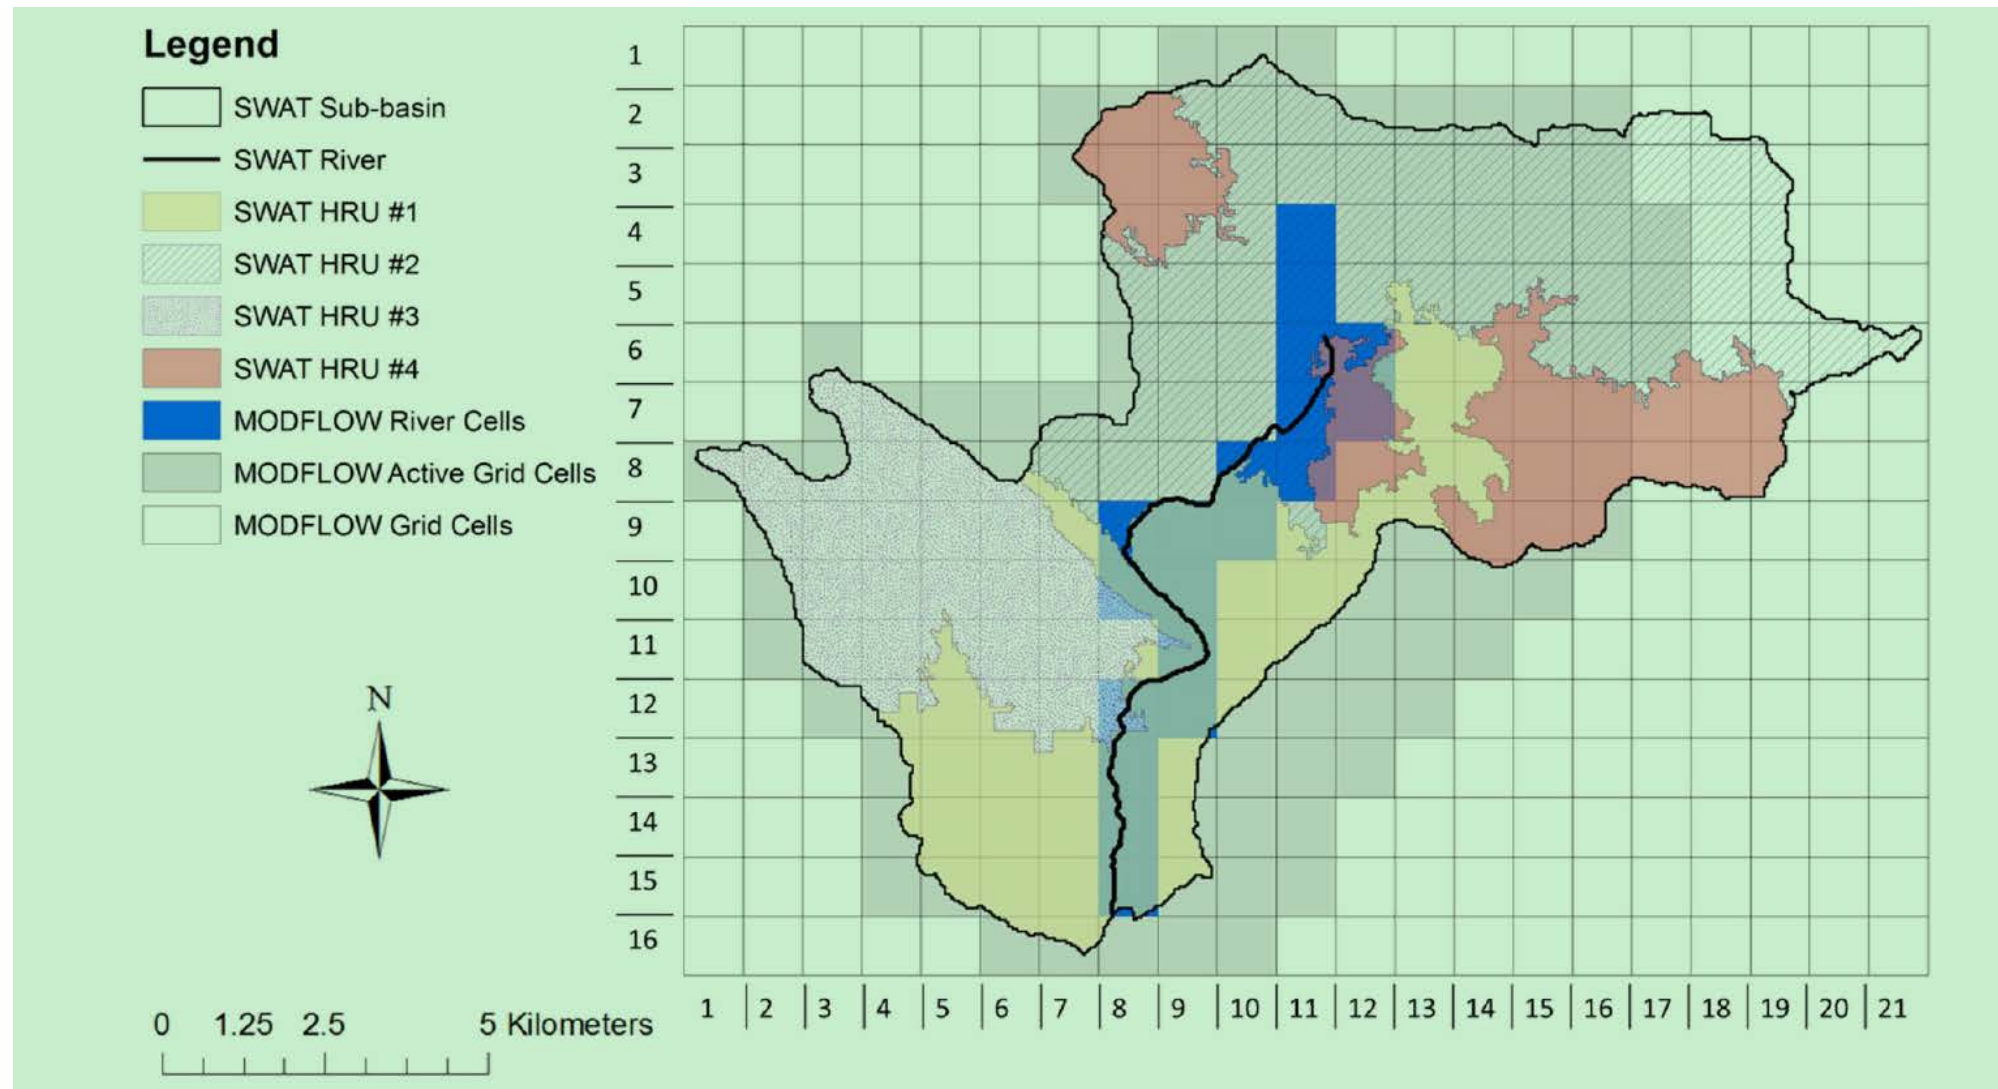 Legend
SWAT Sub-basin
SWAT River
SWAT HRU #1
SWAT HRU #2
SWAT HRU #3
SWAT HRU #4
MODFLOW River Cells
MODFLOW Active Grid Cells
MODFLOW Grid Cells
N
0 1.25 2.5 5 Kilometers
1
2
3
4
5
6
7
8
9
10
11
12
13
14
15
16
1 2 3 4 5 6 7 8 9 10 11 12 13 14 15 16 17 18 19 20 21